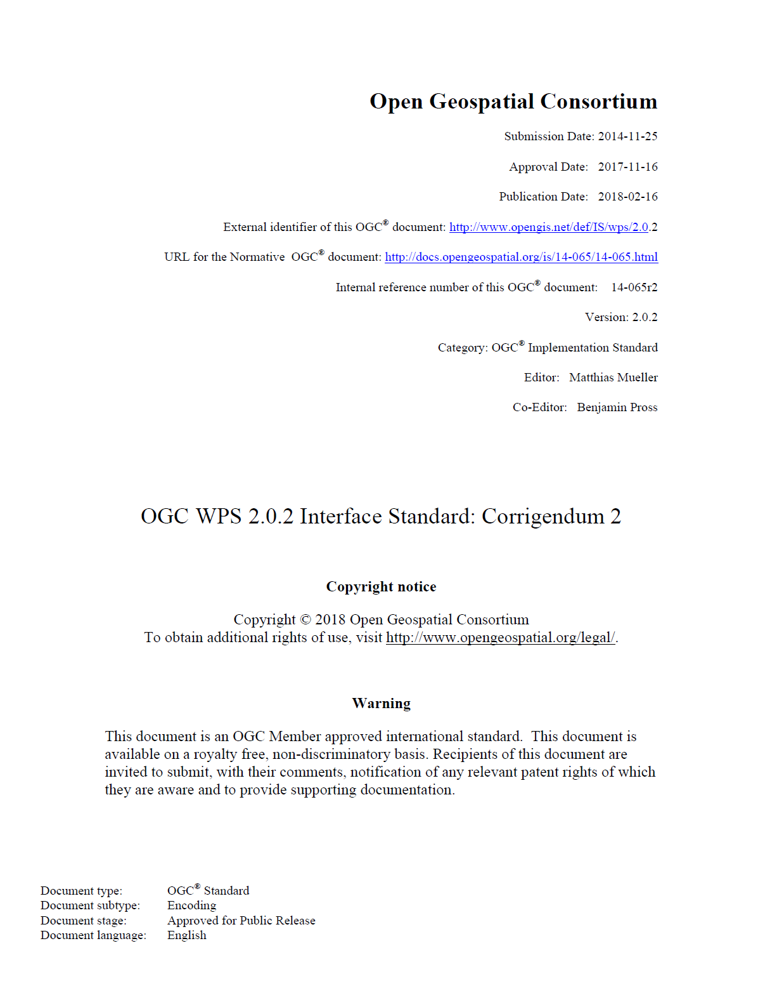 Open Geospatial Consortium
Submission Date: 2014-11-25
Approval Date: 2017-11-16
Publication Date: 2018-02-16
External identifier of this OGC® document: http://www.opengis.net/def/IS/wps/2.0.2
URL for the Normative OGC® document: http://docs.opengeospatial.org/is/14-065/14-065.html
Internal reference number of this OGC® document: 14-065r2
Version: 2.0.2
Category: OGC® Implementation Standard
Editor: Matthias Mueller
Co-Editor: Benjamin Pross
OGC WPS 2.0.2 Interface Standard: Corrigendum 2
Copyright notice
Copyright © 2018 Open Geospatial Consortium
To obtain additional rights of use, visit http://www.opengeospatial.org/legal/.
Warning
This document is an OGC Member approved international standard. This document is
available on a royalty free, non-discriminatory basis. Recipients of this document are
invited to submit, with their comments, notification of any relevant patent rights of which
they are aware and to provide supporting documentation.
Document type: OGC® Standard
Document subtype: Encoding
Document stage: Approved for Public Release
Document language: English